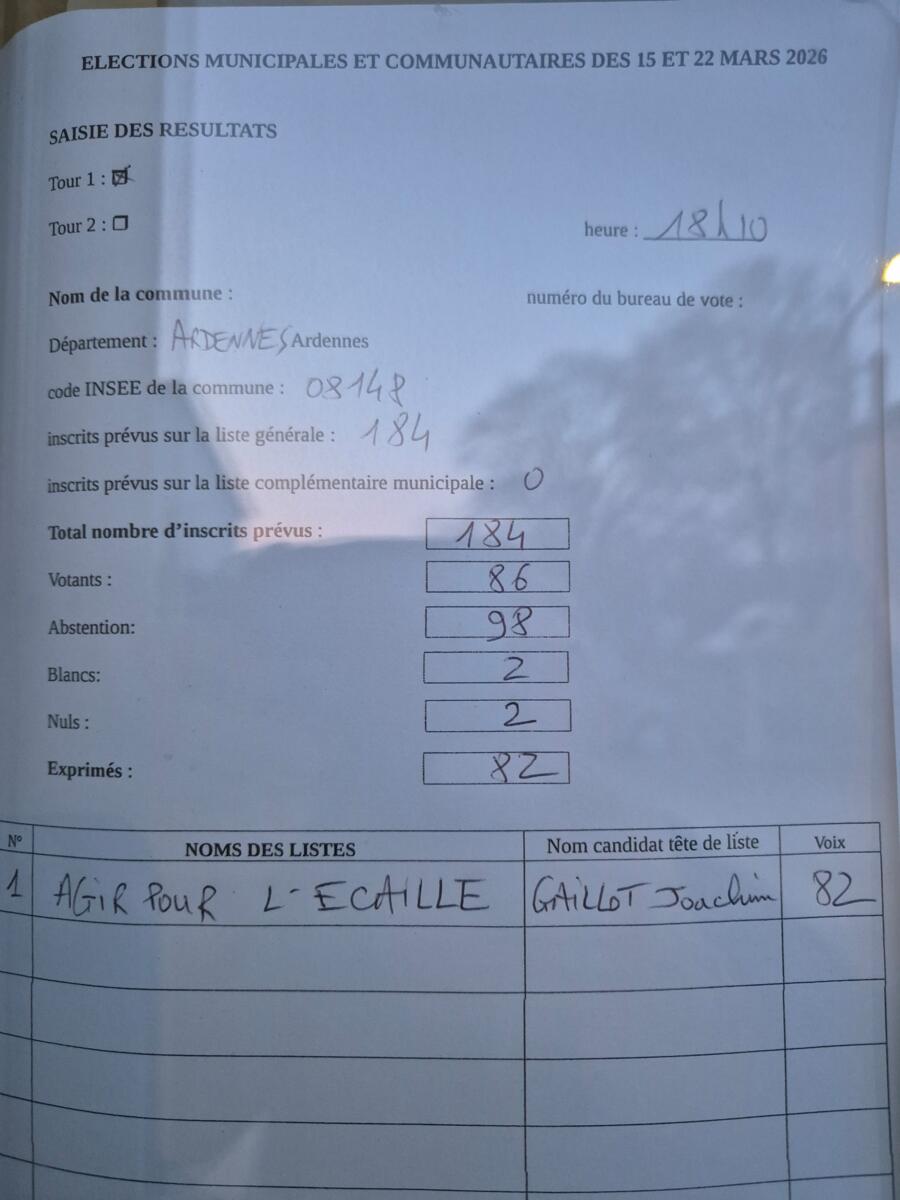 ELECTIONS MUNICIPALES ET COMMUNAUTAIRES DES 15 ET 22 MARS 2026
SAISIE DES RESULTATS
Tour 1 : ☒
Tour 2 : ☐
heure : 18h10
Nom de la commune :
numéro du bureau de vote :
Département : ARDENNES Ardennes
code INSEE de la commune : 08148
inscrits prévus sur la liste générale : 184
inscrits prévus sur la liste complémentaire municipale : 0
Total nombre d'inscrits prévus : 184
Votants : 86
Abstention: 98
Blancs: 2
Nuls : 2
Exprimés : 82
N° NOMS DES LISTES Nom candidat tête de liste Voix
1 AGIR POUR L'ECAILLE GAILLOT Joachim 82